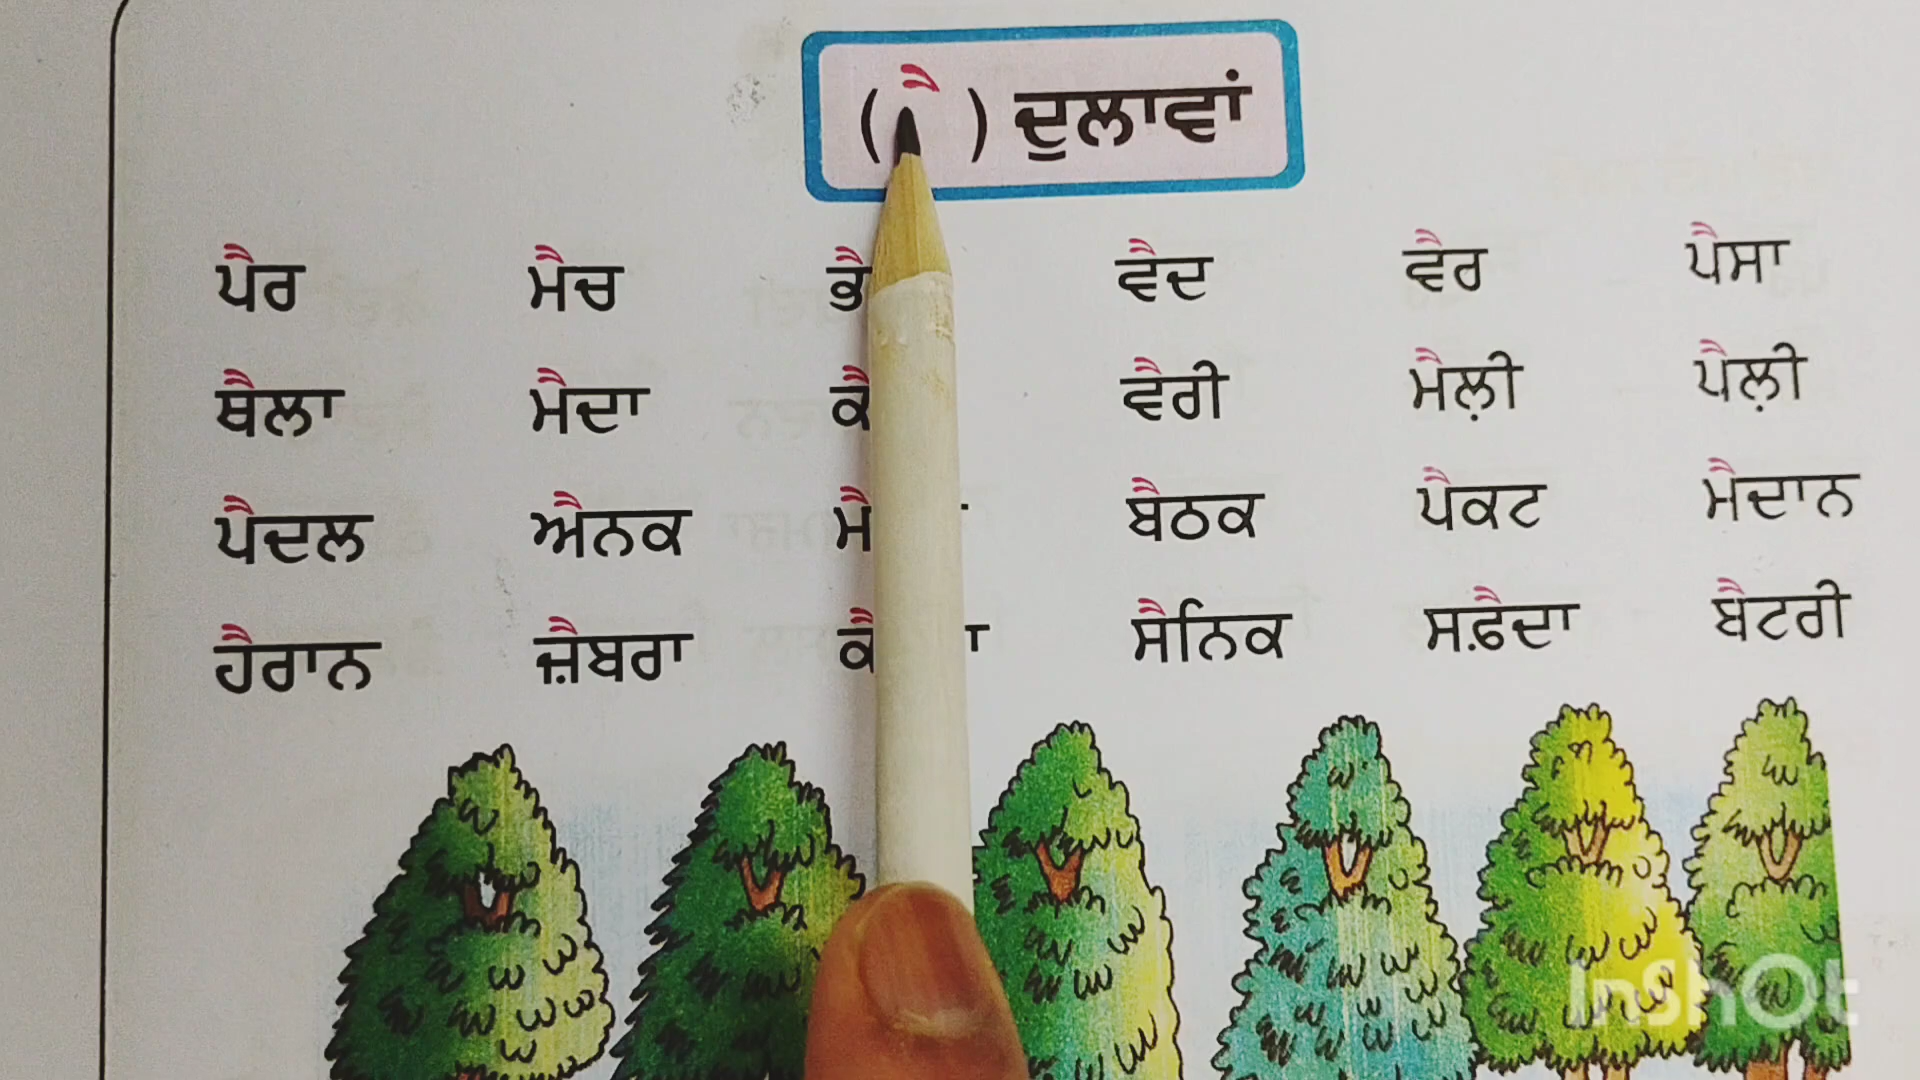 ( ੈ ) ਦੁਲਾਵਾਂ
ਪੈਰ ਮੈਚ ਵੈਦ ਵੈਰ ਪੈਸਾ
ਥੈਲਾ ਮੈਦਾ ਵੈਰੀ ਮੈਲ਼ੀ ਪੈਲ਼ੀ
ਪੈਦਲ ਐਨਕ ਬੈਠਕ ਪੈਕਟ ਮੈਦਾਨ
ਹੈਰਾਨ ਜ਼ੈਬਰਾ ਸੈਨਿਕ ਸਫ਼ੈਦਾ ਬੈਟਰੀ
InShOt